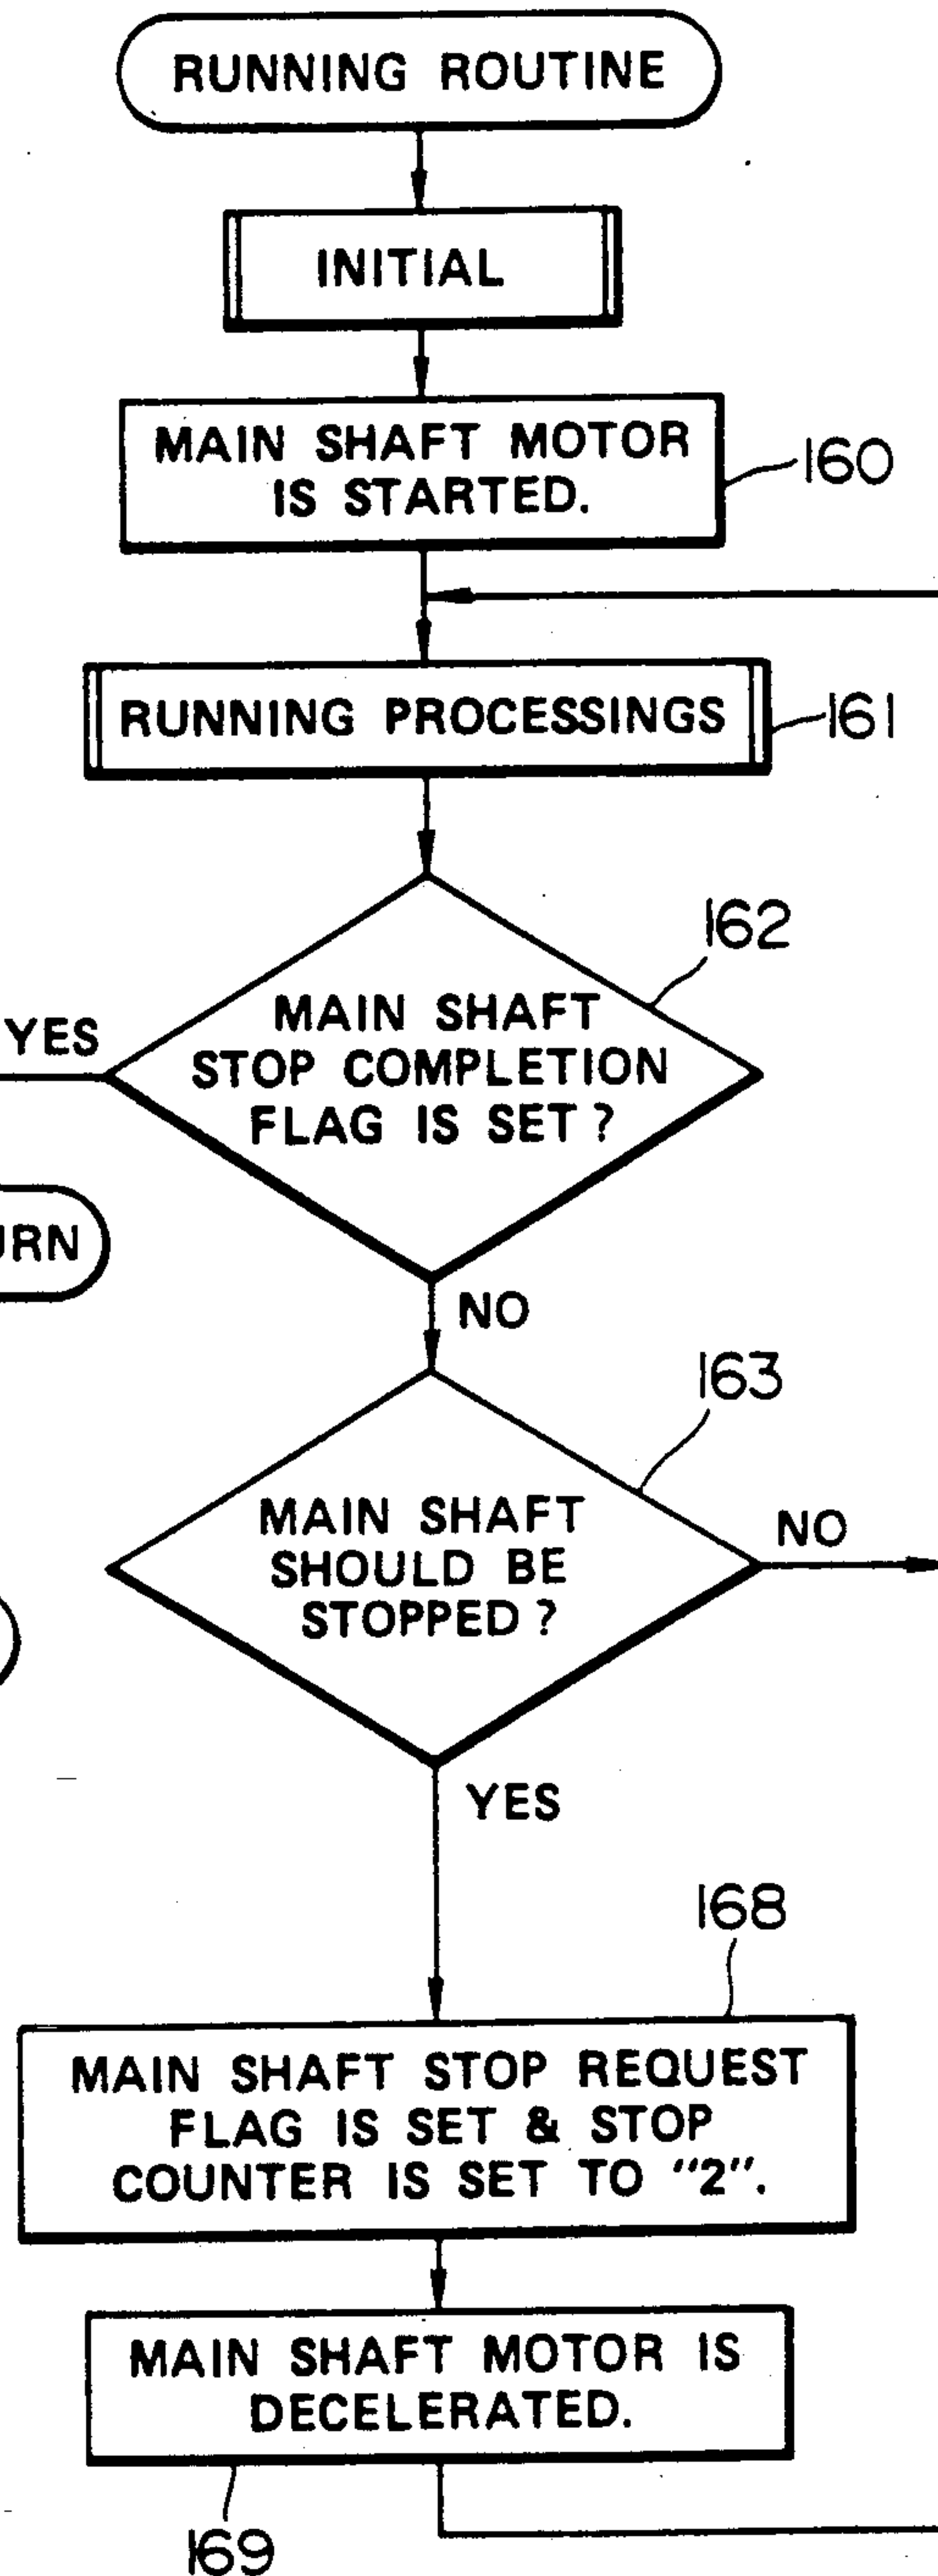 RUNNING ROUTINE
INITIAL
MAIN SHAFT MOTOR
IS STARTED.
160
RUNNING PROCESSINGS
161
162
MAIN SHAFT
STOP COMPLETION
FLAG IS SET?
YES
URN
NO
163
MAIN SHAFT
SHOULD BE
STOPPED?
NO
YES
168
MAIN SHAFT STOP REQUEST
FLAG IS SET & STOP
COUNTER IS SET TO "2".
MAIN SHAFT MOTOR IS
DECELERATED.
169